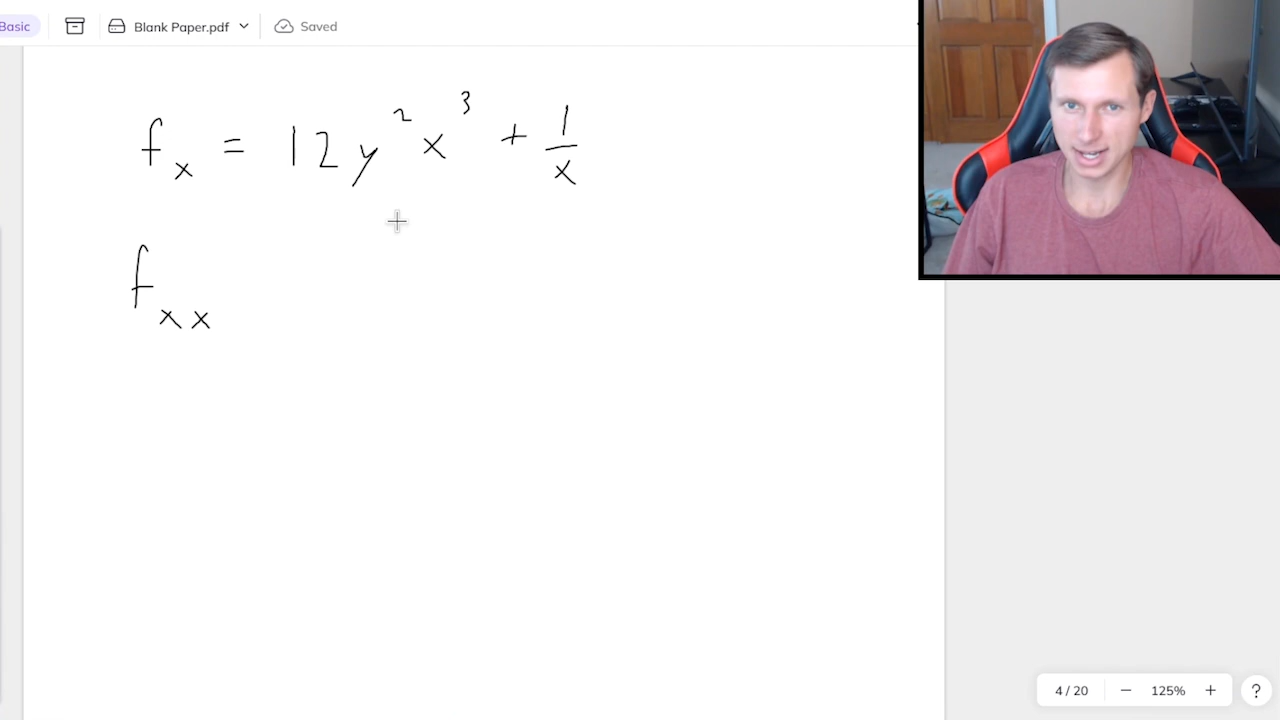 Basic Blank Paper.pdf Saved
f_x = 12y^2x^3 + 1/x
f_xx
4 / 20 − 125% + ?